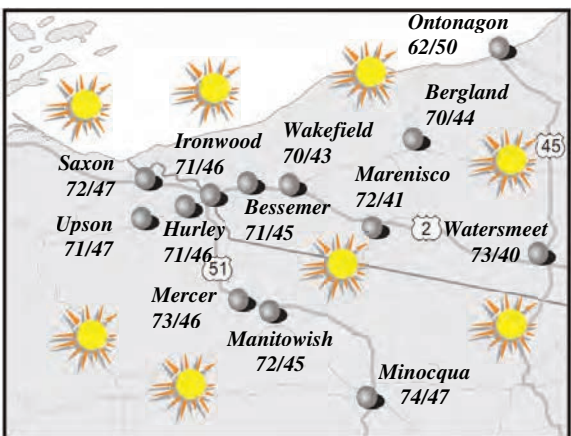 Ontonagon
62/50
Bergland
70/44
Ironwood
71/46
Wakefield
70/43
45
Saxon
72/47
Marenisco
72/41
Upson
71/47
Hurley
71/46
Bessemer
71/45
2
Watersmeet
73/40
51
Mercer
73/46
Manitowish
72/45
Minocqua
74/47